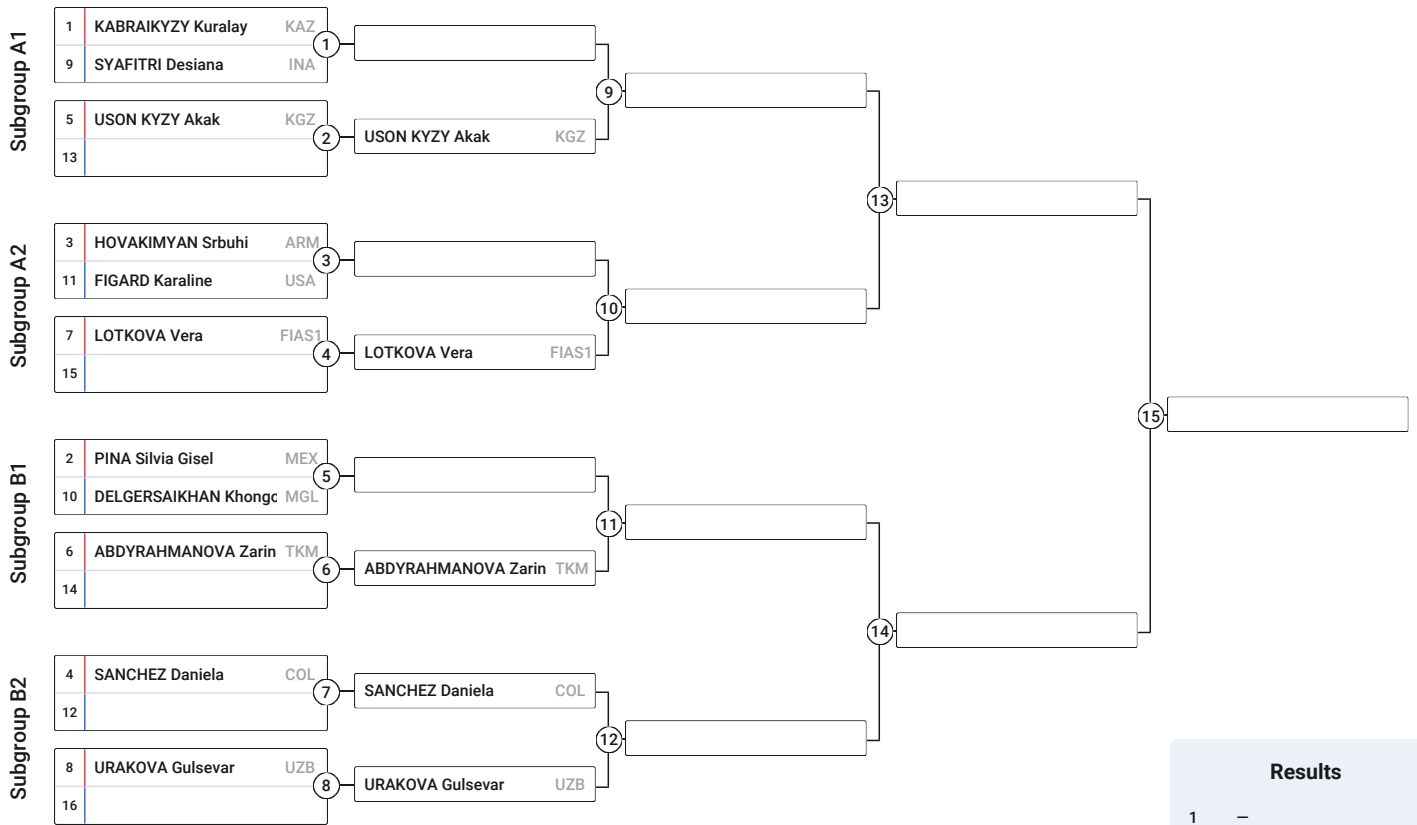 Subgroup A1
1 KABRAIKYZY Kuralay KAZ
9 SYAFITRI Desiana INA
1
5 USON KYZY Akak KGZ
13
2
USON KYZY Akak KGZ
9
Subgroup A2
3 HOVAKIMYAN Srbuhi ARM
11 FIGARD Karaline USA
3
7 LOTKOVA Vera FIAS1
15
4
LOTKOVA Vera FIAS1
10
13
Subgroup B1
2 PINA Silvia Gisel MEX
10 DELGERSAIKHAN Khongo MGL
5
6 ABDYRAHMANOVA Zarin TKM
14
6
ABDYRAHMANOVA Zarin TKM
11
Subgroup B2
4 SANCHEZ Daniela COL
12
7
SANCHEZ Daniela COL
8 URAKOVA Gulsevar UZB
16
8
URAKOVA Gulsevar UZB
12
14
15
Results
1 –